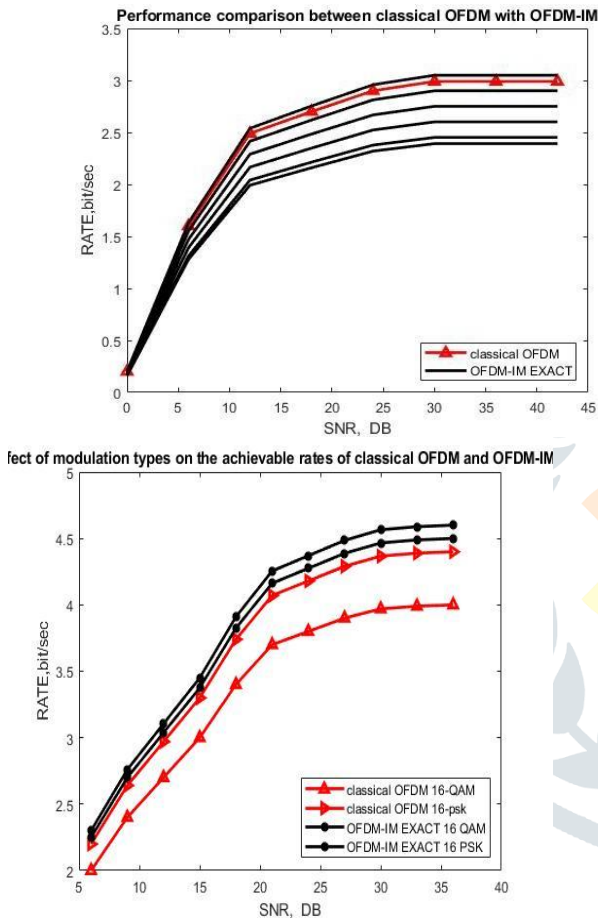 Performance comparison between classical OFDM with OFDM-IM
3.5
3
2.5
2
1.5
1
0.5
0
RATE,bit/sec
classical OFDM
OFDM-IM EXACT
0 5 10 15 20 25 30 35 40 45
SNR, DB
fect of modulation types on the achievable rates of classical OFDM and OFDM-IM
5
4.5
4
3.5
3
2.5
2
RATE,bit/sec
classical OFDM 16-QAM
classical OFDM 16-psk
OFDM-IM EXACT 16 QAM
OFDM-IM EXACT 16 PSK
5 10 15 20 25 30 35 40
SNR, DB